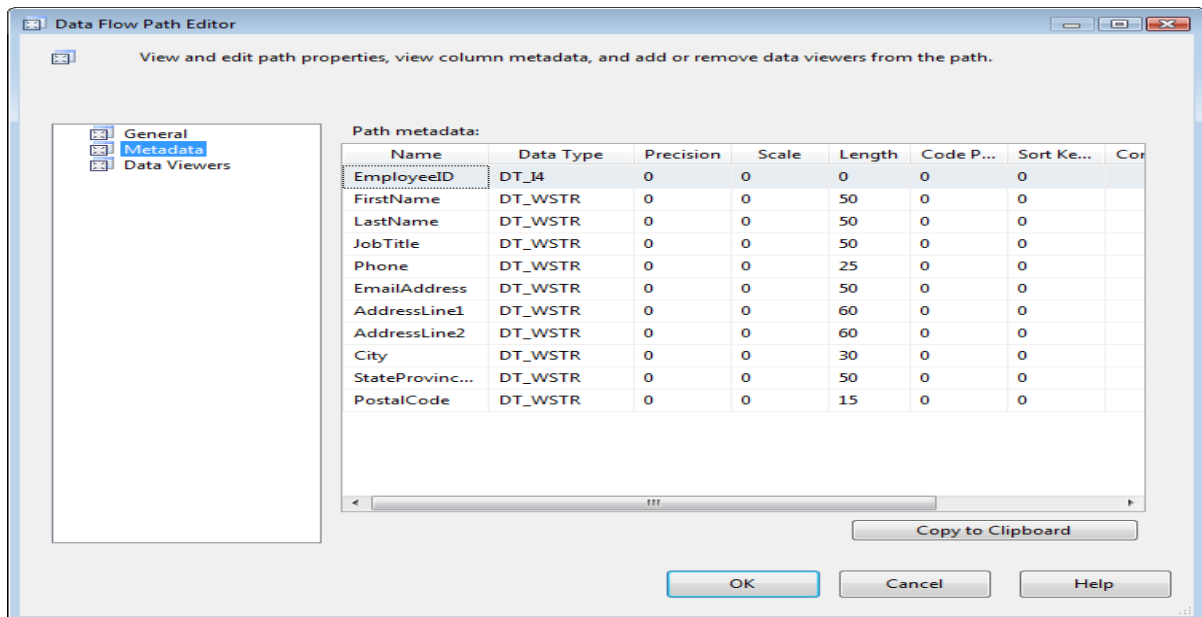 Data Flow Path Editor
View and edit path properties, view column metadata, and add or remove data viewers from the path.
General
Metadata
Data Viewers
Path metadata:
Name Data Type Precision Scale Length Code P... Sort Ke... Cor
EmployeeID DT_I4 0 0 0 0 0
FirstName DT_WSTR 0 0 50 0 0
LastName DT_WSTR 0 0 50 0 0
JobTitle DT_WSTR 0 0 50 0 0
Phone DT_WSTR 0 0 25 0 0
EmailAddress DT_WSTR 0 0 50 0 0
AddressLine1 DT_WSTR 0 0 60 0 0
AddressLine2 DT_WSTR 0 0 60 0 0
City DT_WSTR 0 0 30 0 0
StateProvinc... DT_WSTR 0 0 50 0 0
PostalCode DT_WSTR 0 0 15 0 0
Copy to Clipboard
OK Cancel Help